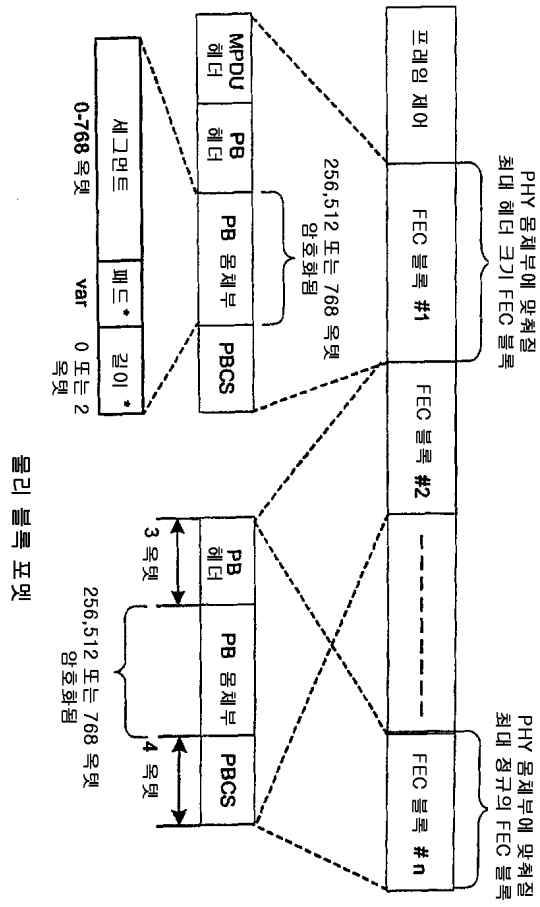 PHY 몸체부에 맞춰질
최대 헤더 크기 FEC 블록
PHY 몸체부에 맞춰질
최대 정규의 FEC 블록
프레임 제어
FEC 블록 #1
FEC 블록 #2
FEC 블록 # n
256,512 또는 768 옥텟
암호화됨
MPDU
헤더
PB
헤더
PB 몸체부
PBCS
PB
헤더
PB 몸체부
PBCS
3 옥텟
4 옥텟
256,512 또는 768 옥텟
암호화됨
세그먼트
패드 *
길이 *
0-768 옥텟
var
0 또는 2
옥텟
물리 블록 포맷